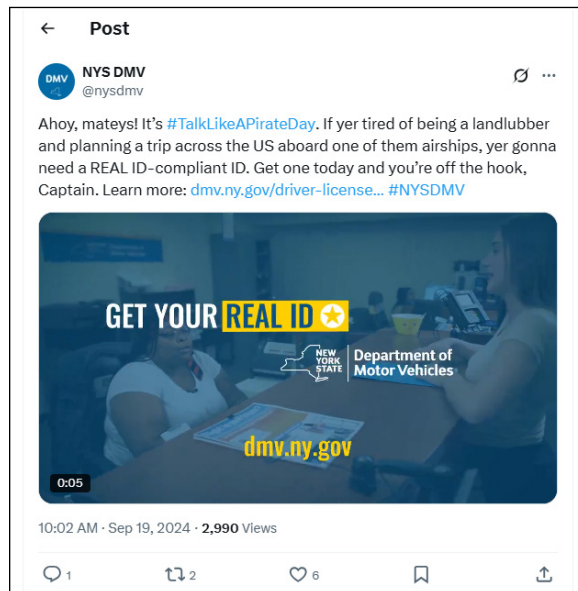 Post
DMV
NYS DMV
@nysdmv
Ahoy, mateys! It's #TalkLikeAPirateDay. If yer tired of being a landlubber
and planning a trip across the US aboard one of them airships, yer gonna
need a REAL ID-compliant ID. Get one today and you're off the hook,
Captain. Learn more: dmv.ny.gov/driver-license... #NYSDMV
GET YOUR REAL ID
NEW
YORK
STATE
Department of
Motor Vehicles
dmv.ny.gov
0:05
10:02 AM · Sep 19, 2024 · 2,990 Views
1 2 6